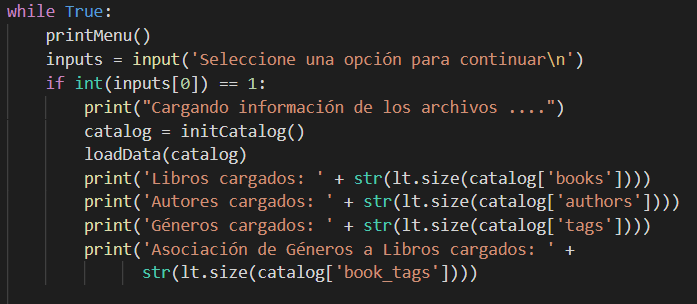 while True:
    printMenu()
    inputs = input('Seleccione una opción para continuar\n')
    if int(inputs[0]) == 1:
        print("Cargando información de los archivos ....")
        catalog = initCatalog()
        loadData(catalog)
        print('Libros cargados: ' + str(lt.size(catalog['books'])))
        print('Autores cargados: ' + str(lt.size(catalog['authors'])))
        print('Géneros cargados: ' + str(lt.size(catalog['tags'])))
        print('Asociación de Géneros a Libros cargados: ' +
              str(lt.size(catalog['book_tags'])))